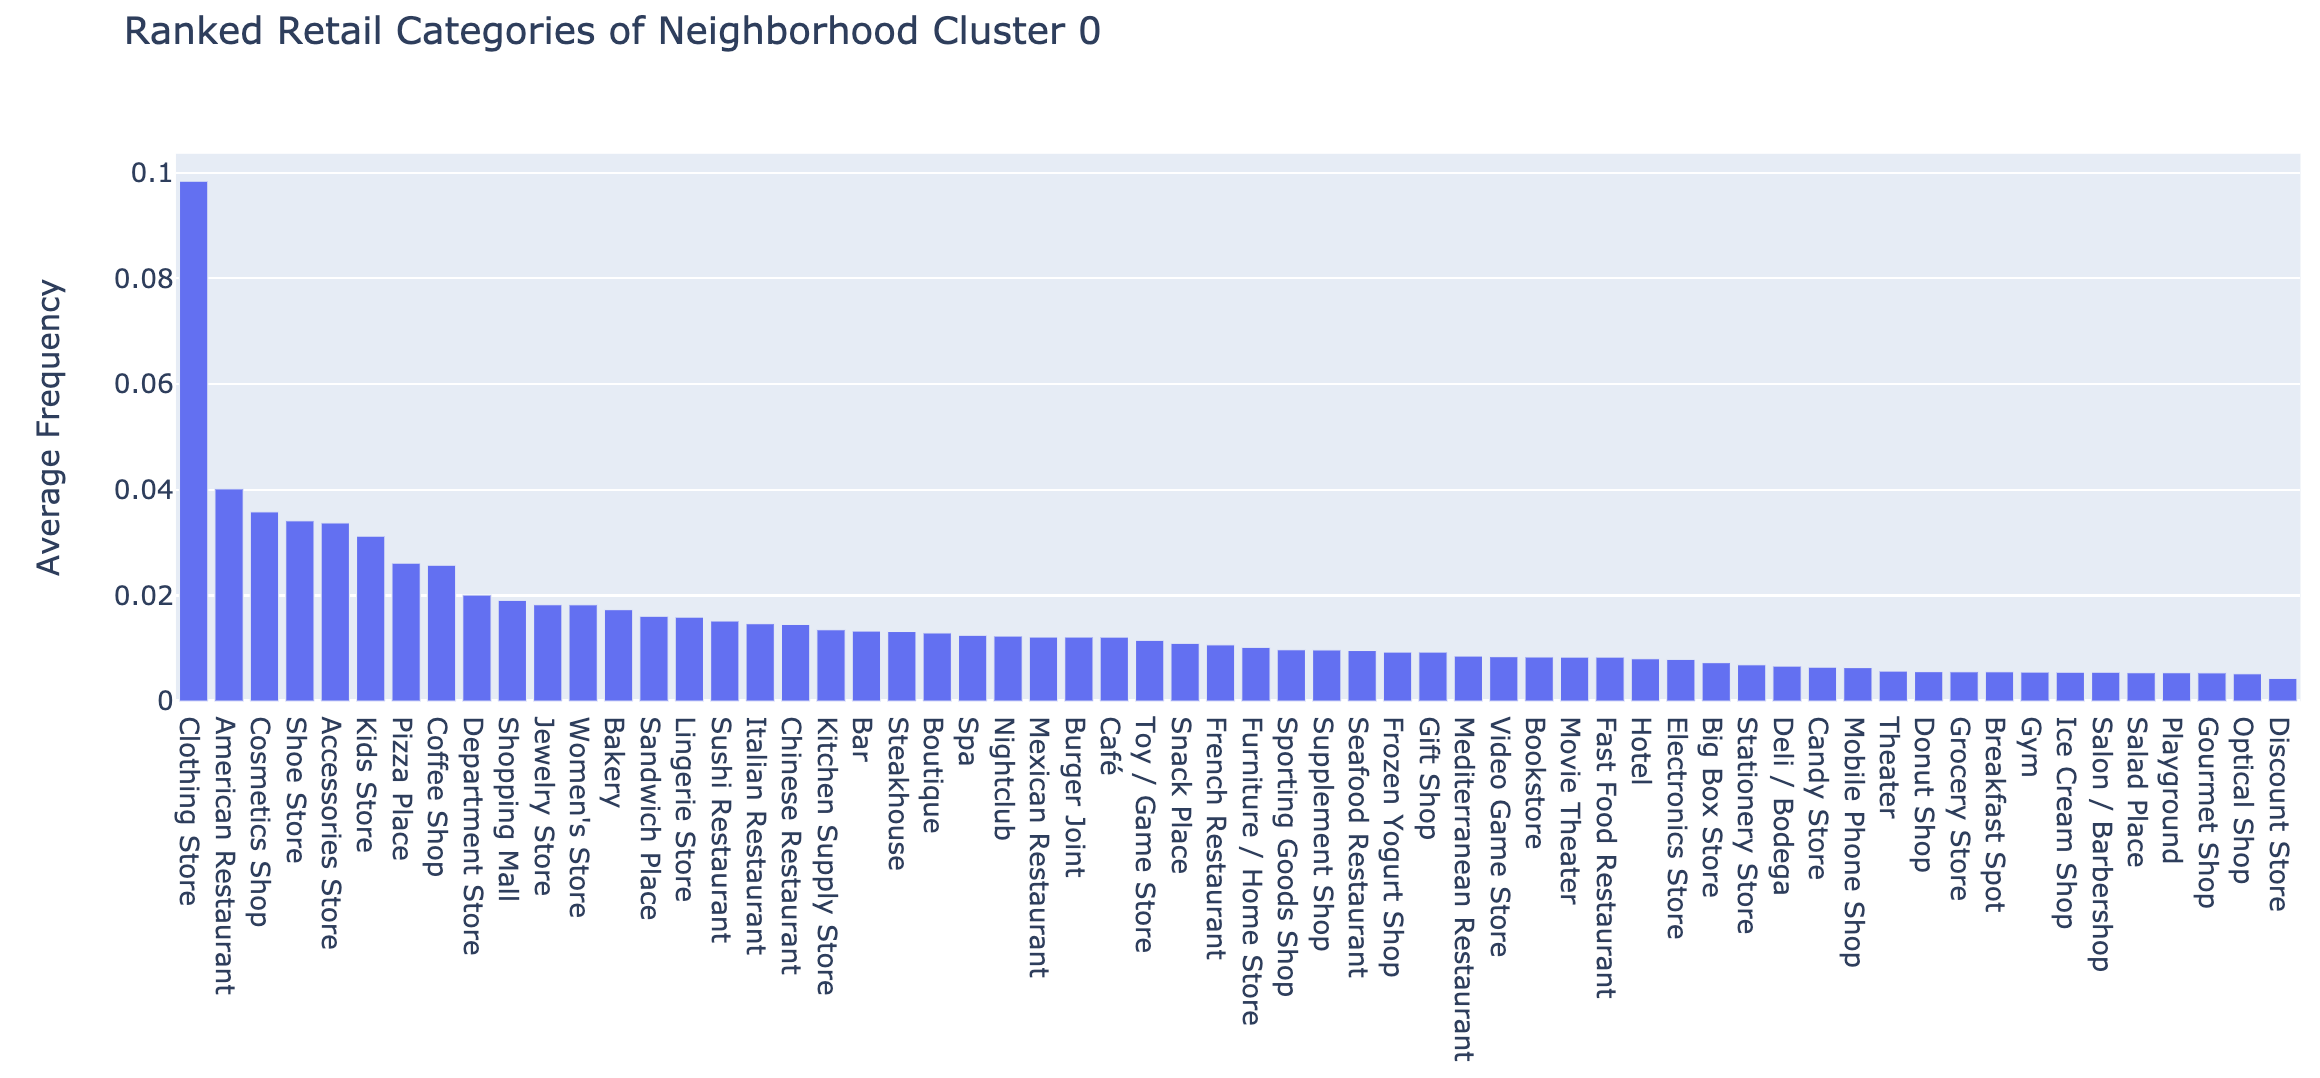 Ranked Retail Categories of Neighborhood Cluster 0
Average Frequency
0.1
0.08
0.06
0.04
0.02
0
Clothing Store
American Restaurant
Cosmetics Shop
Shoe Store
Accessories Store
Kids Store
Pizza Place
Coffee Shop
Department Store
Shopping Mall
Jewelry Store
Women's Store
Bakery
Sandwich Place
Lingerie Store
Sushi Restaurant
Italian Restaurant
Chinese Restaurant
Kitchen Supply Store
Bar
Steakhouse
Boutique
Spa
Nightclub
Mexican Restaurant
Burger Joint
Café
Toy / Game Store
Snack Place
French Restaurant
Furniture / Home Store
Sporting Goods Shop
Supplement Shop
Seafood Restaurant
Frozen Yogurt Shop
Gift Shop
Mediterranean Restaurant
Video Game Store
Bookstore
Movie Theater
Fast Food Restaurant
Hotel
Electronics Store
Big Box Store
Stationery Store
Deli / Bodega
Candy Store
Mobile Phone Shop
Theater
Donut Shop
Grocery Store
Breakfast Spot
Gym
Ice Cream Shop
Salon / Barbershop
Salad Place
Playground
Gourmet Shop
Optical Shop
Discount Store